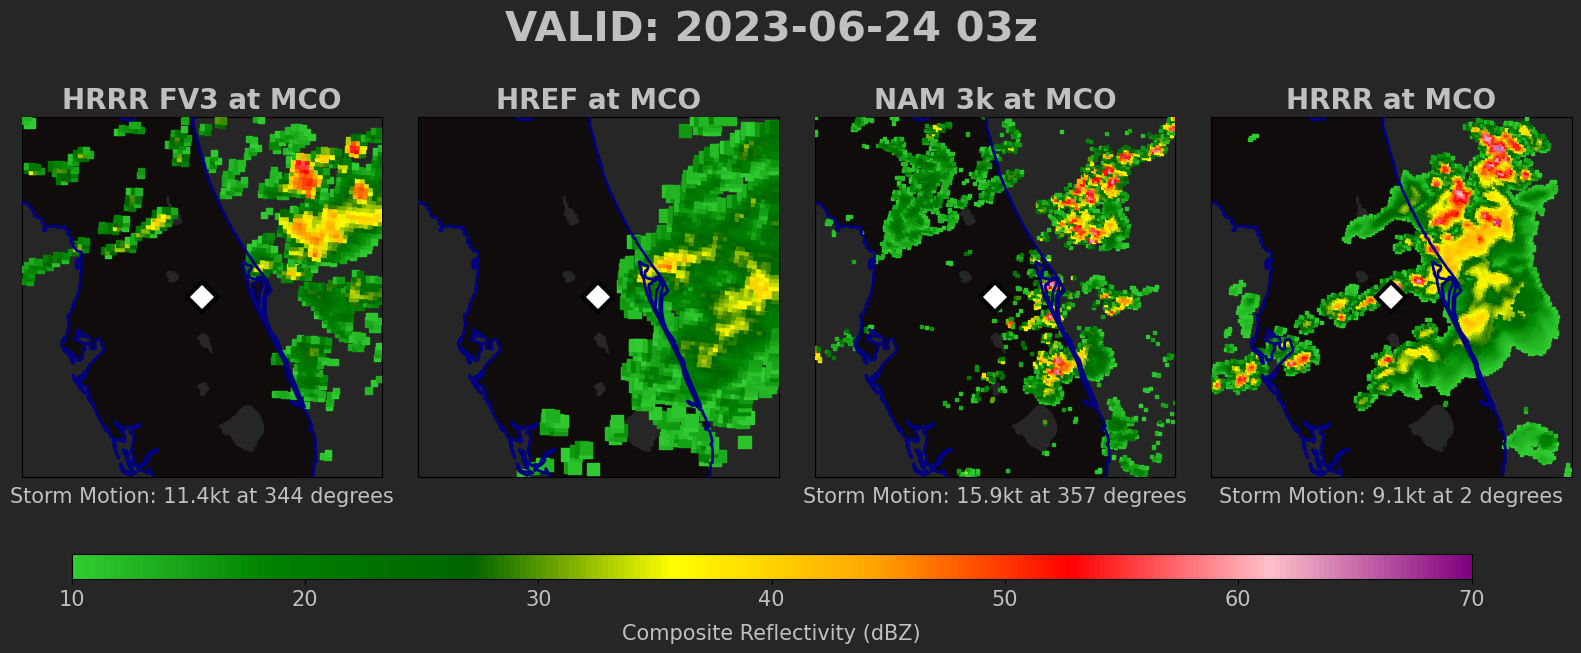 VALID: 2023-06-24 03z
HRRR FV3 at MCO
HREF at MCO
NAM 3k at MCO
HRRR at MCO
Storm Motion: 11.4kt at 344 degrees
Storm Motion: 15.9kt at 357 degrees
Storm Motion: 9.1kt at 2 degrees
10 20 30 40 50 60 70
Composite Reflectivity (dBZ)